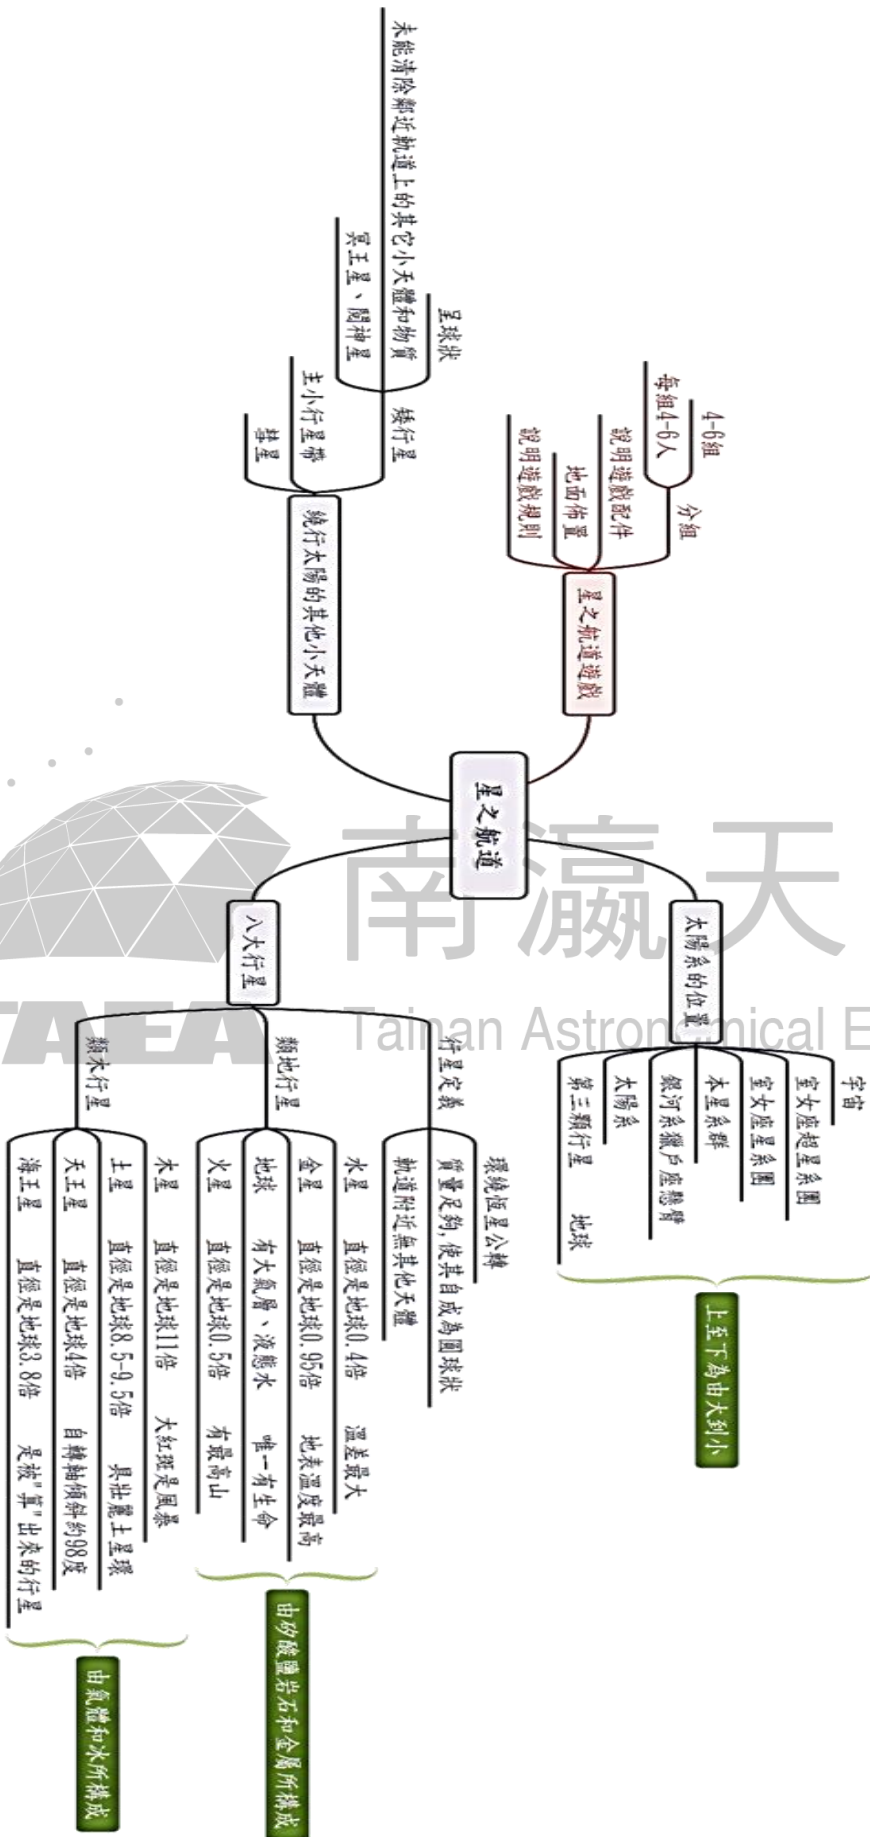 星之航道
太陽系的位置
宇宙
室女座超星系團
室女座星系團
本星系群
銀河系獵戶座懸臂
太陽系
第三顆行星 地球
上至下為由大到小
八大行星
行星定義
環繞恆星公轉
質量足夠,使其自成為圓球狀
軌道附近無其他天體
類地行星
水星 直徑是地球0.4倍 溫差最大
金星 直徑是地球0.95倍 地表溫度最高
地球 有大氣層、液態水 唯一有生命
火星 直徑是地球0.5倍 有最高山
由矽酸鹽岩石和金屬所構成
類木行星
木星 直徑是地球11倍 大紅斑是風暴
土星 直徑是地球8.5-9.5倍 具壯麗土星環
天王星 直徑是地球4倍 自轉軸傾斜約98度
海王星 直徑是地球3.8倍 是被"算"出來的行星
由氣體和冰所構成
星之航道遊戲
分組
4-6組
每組4-6人
說明遊戲配件
地面佈置
說明遊戲規則
繞行太陽的其他小天體
矮行星
呈球狀
未能清除鄰近軌道上的其它小天體和物質
冥王星、鬩神星
主小行星帶
彗星
南瀛天
TAEA
Tainan Astronomical E